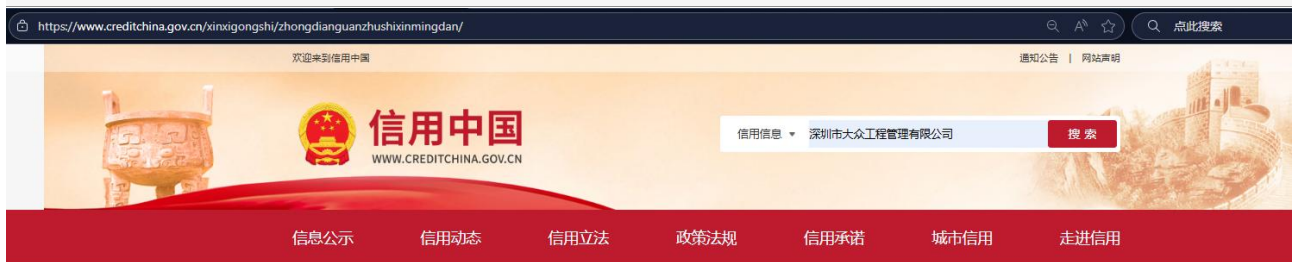 https://www.creditchina.gov.cn/xinxigongshi/zhongdianguanzhushixinmingdan/
点此搜索
欢迎来到信用中国
通知公告 | 网站声明
信用中国
WWW.CREDITCHINA.GOV.CN
信用信息 深圳市大众工程管理有限公司 搜索
信息公示 信用动态 信用立法 政策法规 信用承诺 城市信用 走进信用